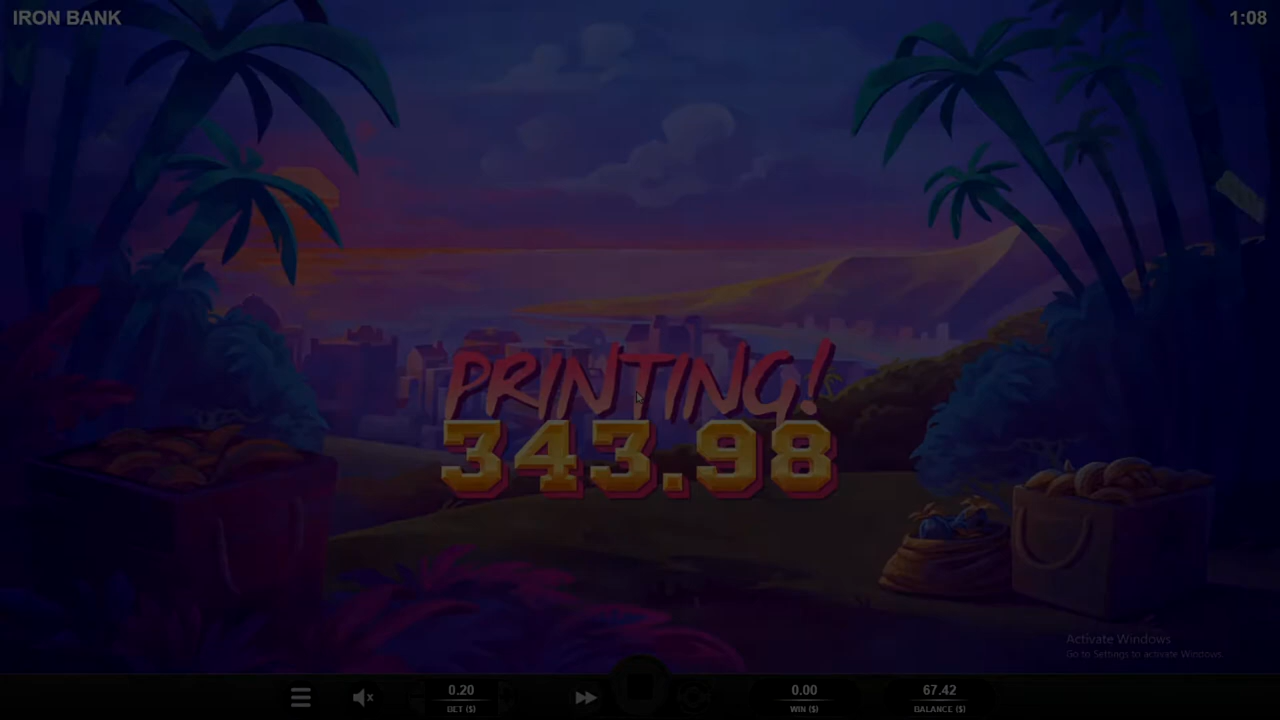 IRON BANK
1:08
PRINTING!
343.98
Activate Windows
Go to Settings to activate Windows.
0.20
BET ($)
0.00
WIN ($)
67.42
BALANCE ($)